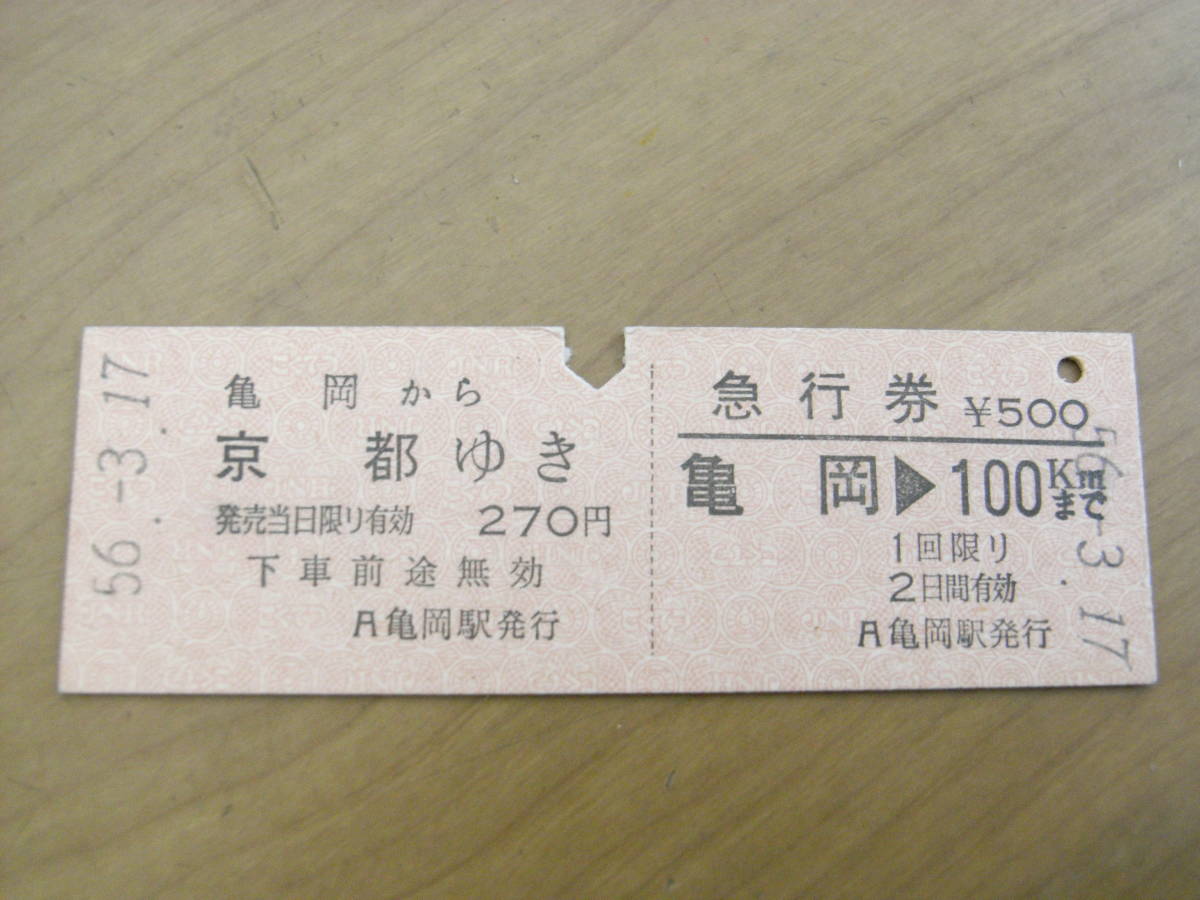 56.-3.17
亀岡から
京都ゆき
発売当日限り有効 270円
下車前途無効
A亀岡駅発行
急行券 ¥500
亀岡▶100Kmまで
1回限り
2日間有効
A亀岡駅発行
56.-3.17